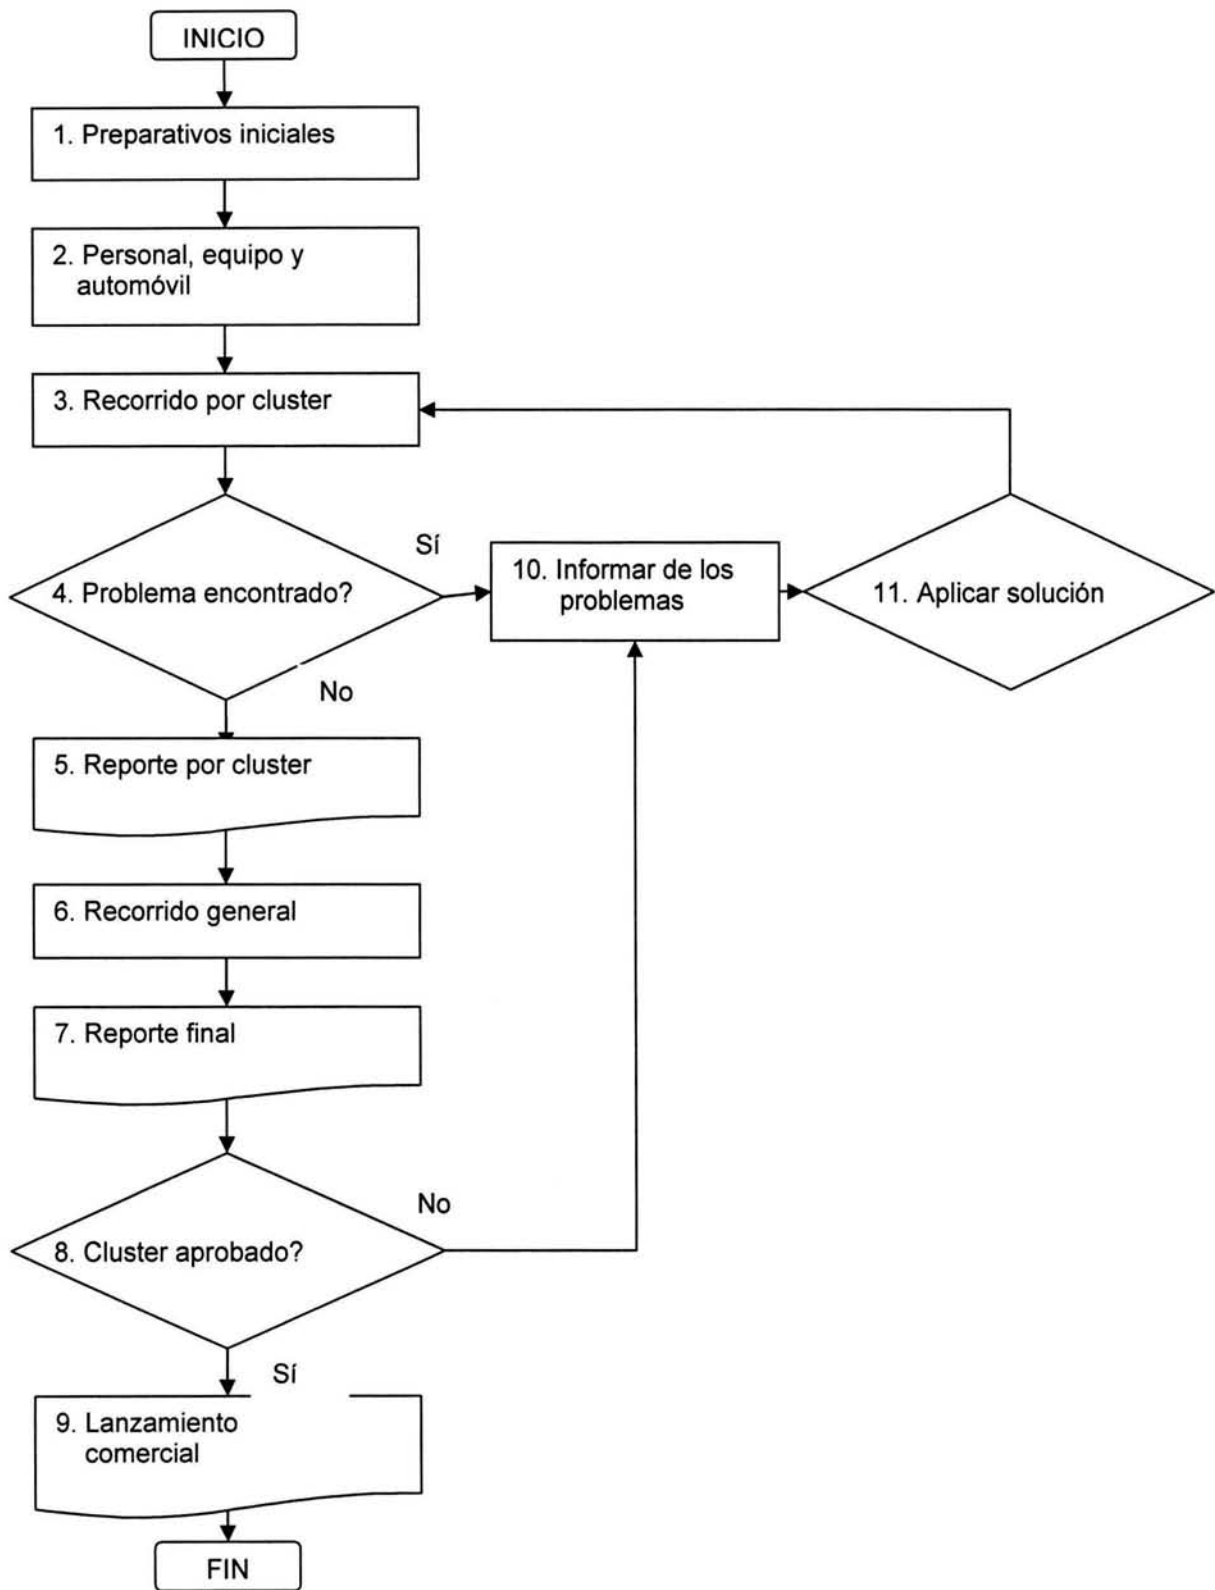 INICIO
1. Preparativos iniciales
2. Personal, equipo y
automóvil
3. Recorrido por cluster
Sí
4. Problema encontrado?
10. Informar de los
problemas
11. Aplicar solución
No
5. Reporte por cluster
6. Recorrido general
7. Reporte final
No
8. Cluster aprobado?
Sí
9. Lanzamiento
comercial
FIN